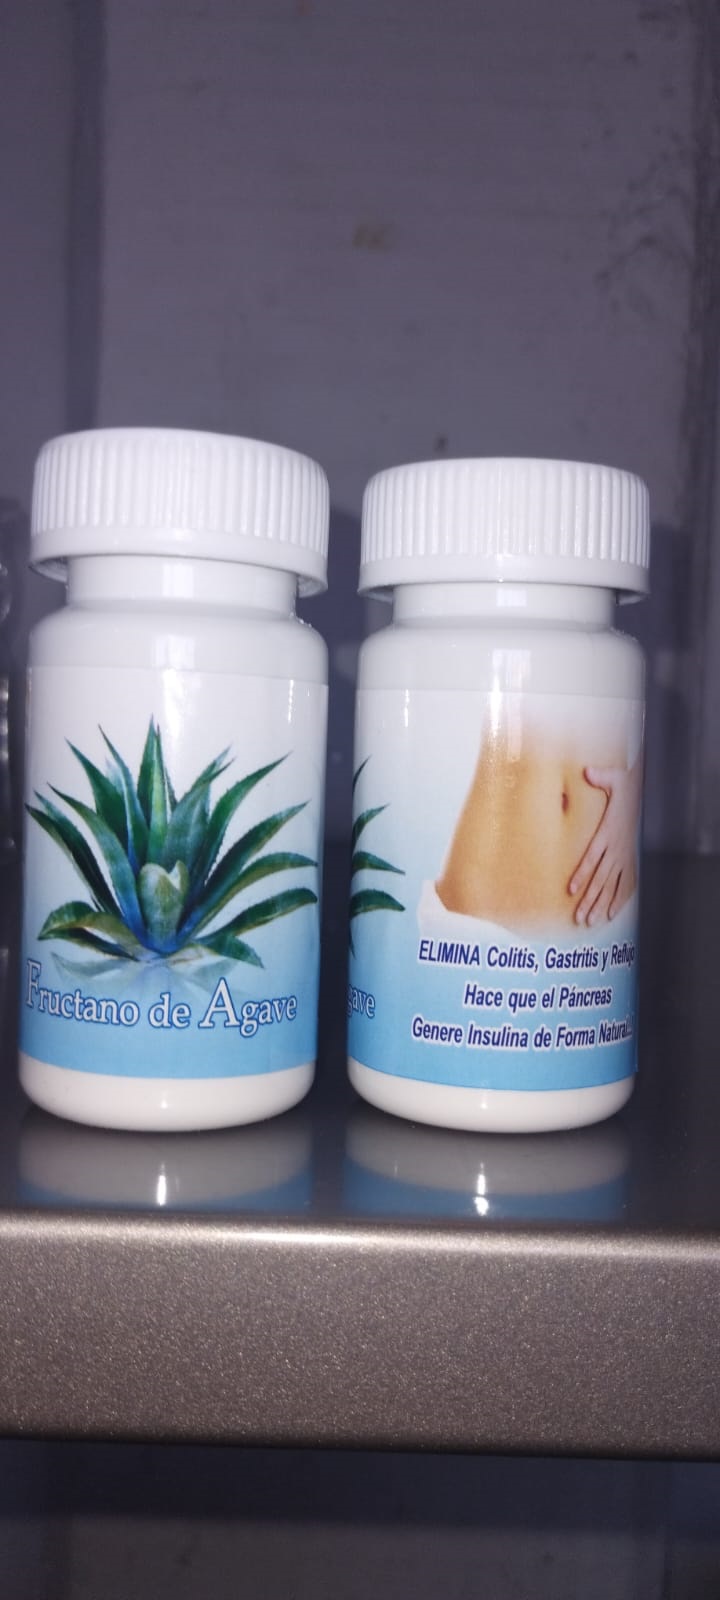 Fructano de Agave
gave
ELIMINA Colitis, Gastritis y Reflujo
Hace que el Páncreas
Genere Insulina de Forma Natural...